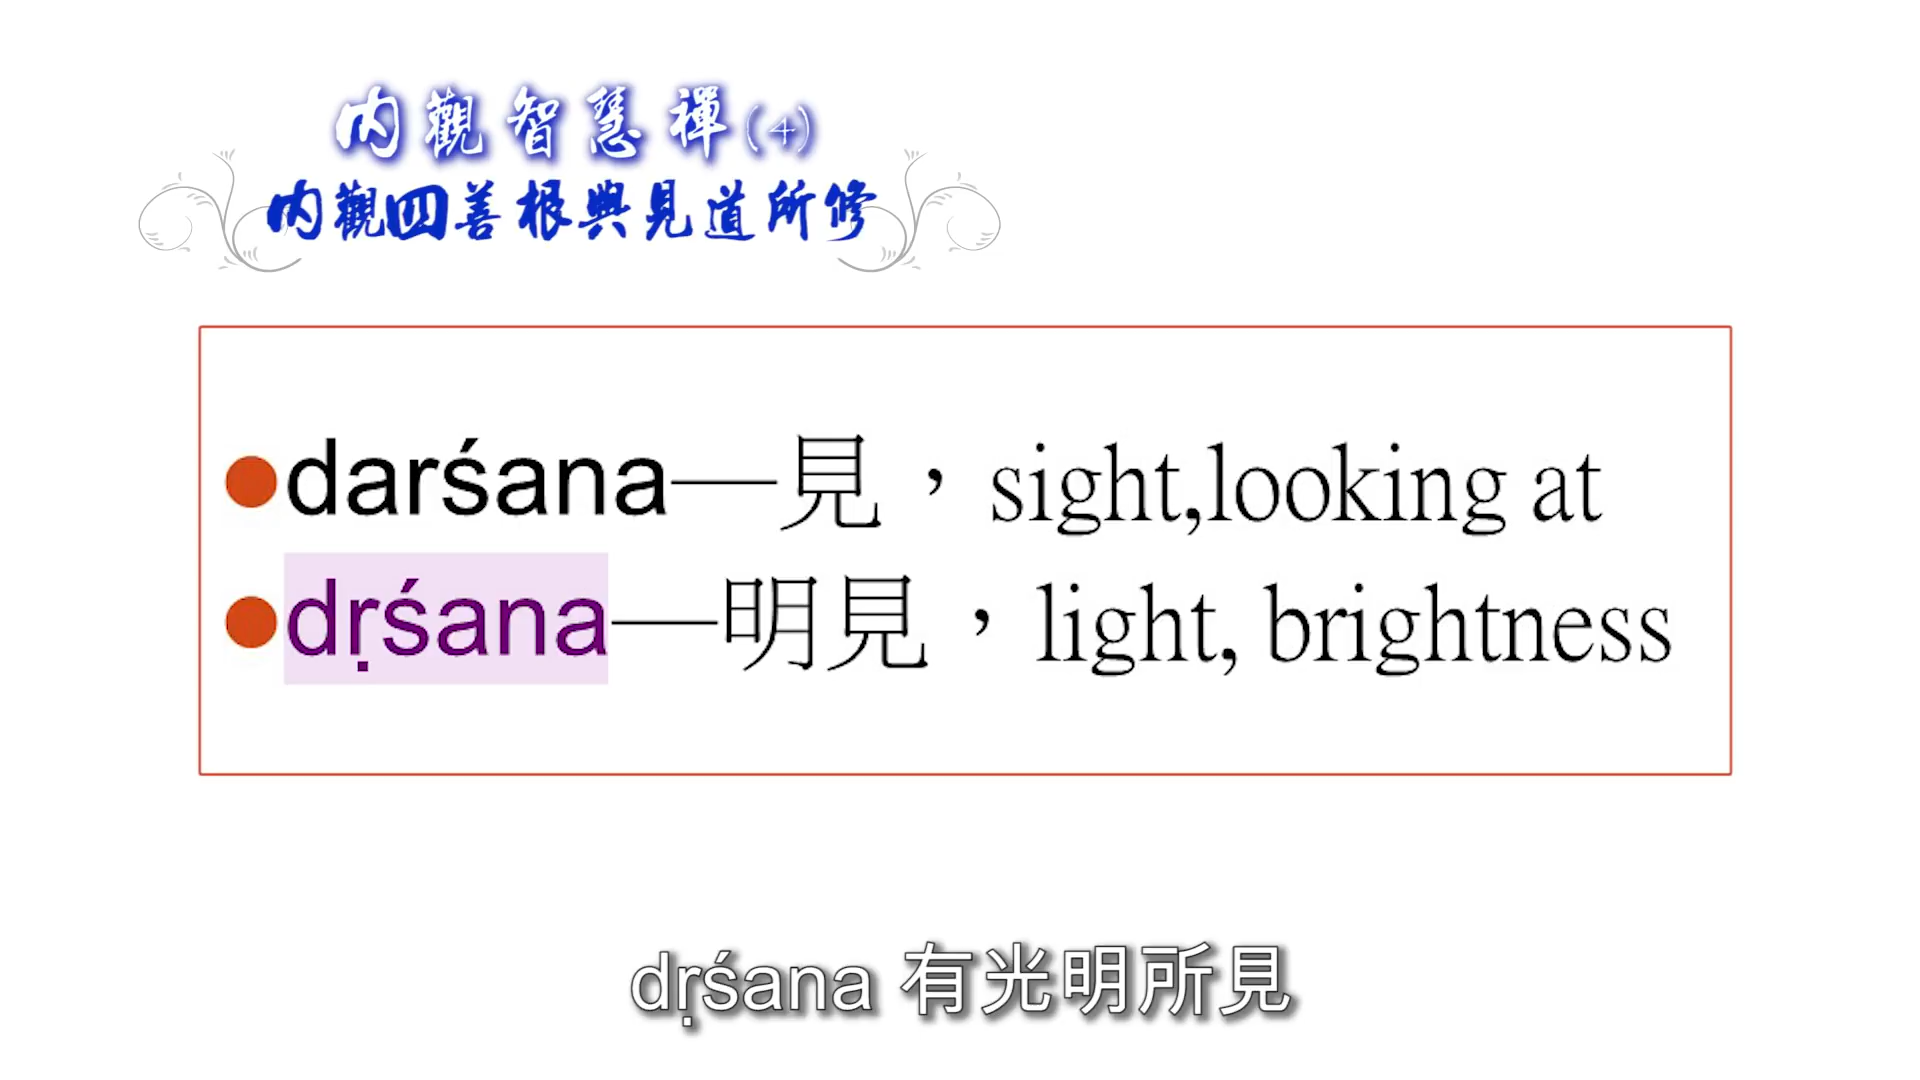 內觀智慧禪(4)
內觀四善根與見道所修
●darśana—見，sight,looking at
●dṛśana—明見，light, brightness
dṛśana 有光明所見